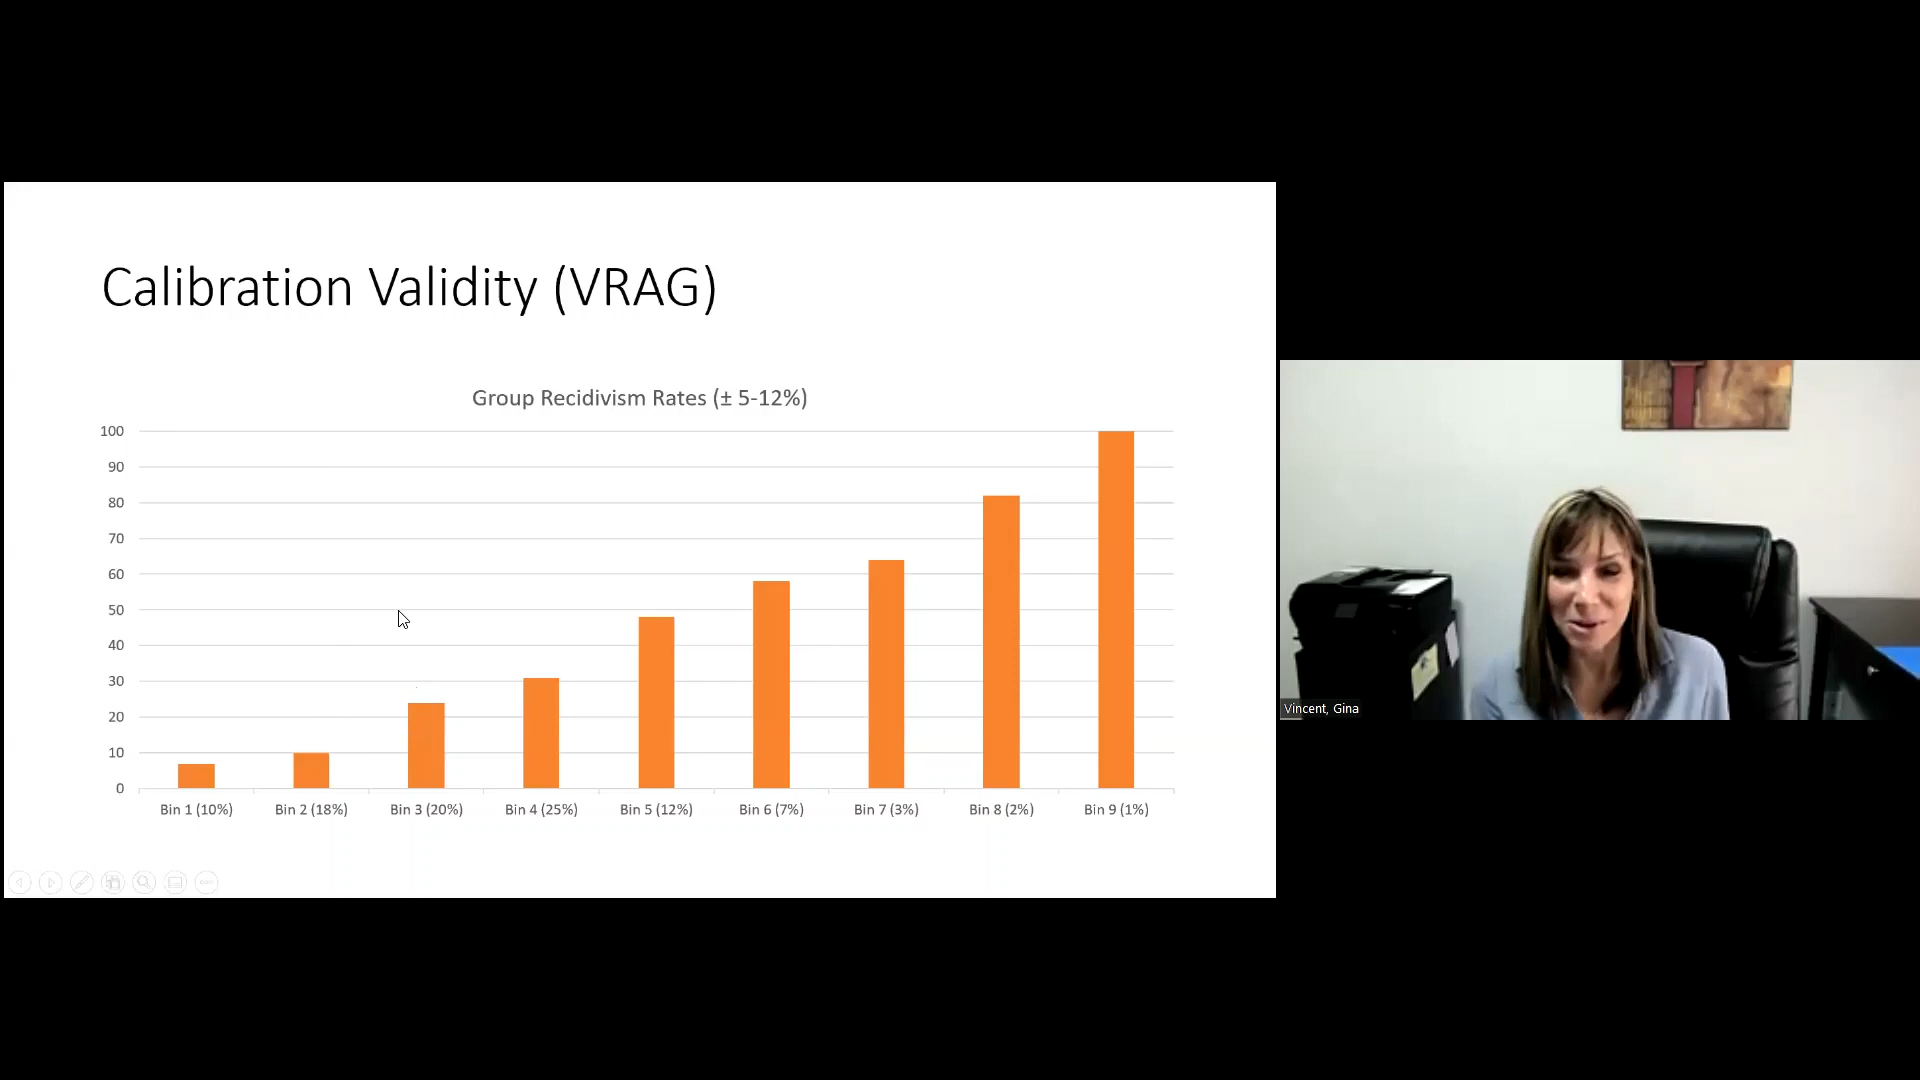 Calibration Validity (VRAG)
Group Recidivism Rates (± 5-12%)
100
90
80
70
60
50
40
30
20
10
0
Bin 1 (10%) Bin 2 (18%) Bin 3 (20%) Bin 4 (25%) Bin 5 (12%) Bin 6 (7%) Bin 7 (3%) Bin 8 (2%) Bin 9 (1%)
Vincent, Gina